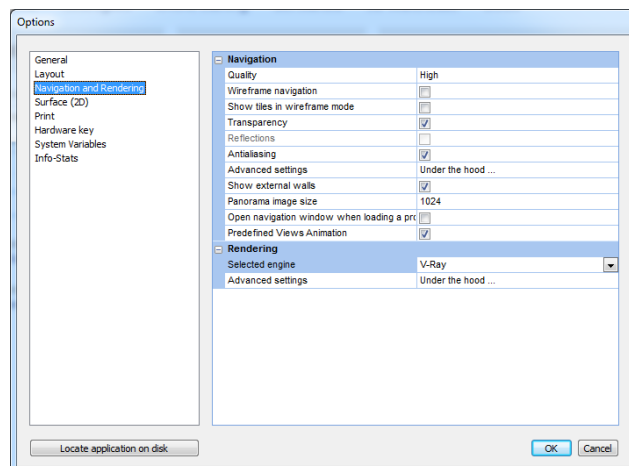 Options
General
Layout
Navigation and Rendering
Surface (2D)
Print
Hardware key
System Variables
Info-Stats
Navigation
Quality High
Wireframe navigation
Show tiles in wireframe mode
Transparency
Reflections
Antialiasing
Advanced settings Under the hood ...
Show external walls
Panorama image size 1024
Open navigation window when loading a pro
Predefined Views Animation
Rendering
Selected engine V-Ray
Advanced settings Under the hood ...
Locate application on disk
OK Cancel